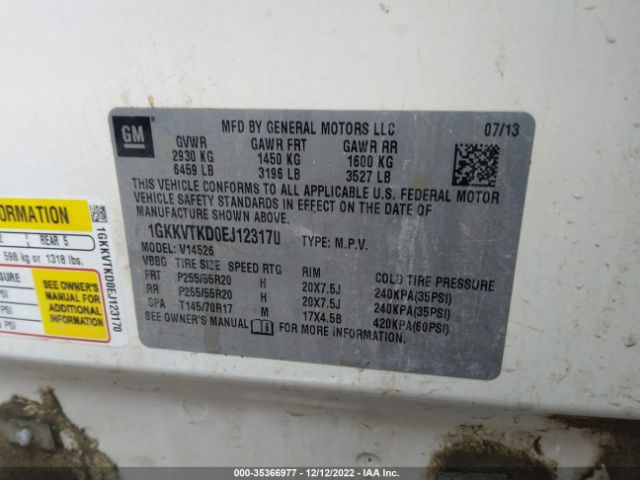 GM
MFD BY GENERAL MOTORS LLC 07/13
GVWR GAWR FRT GAWR RR
2930 KG 1450 KG 1600 KG
6459 LB 3196 LB 3527 LB
THIS VEHICLE CONFORMS TO ALL APPLICABLE U.S. FEDERAL MOTOR
VEHICLE SAFETY AND THEFT PREVENTION STANDARDS IN EFFECT ON THE DATE OF
MANUFACTURE SHOWN ABOVE.
1GKKVTKD0EJ123170 TYPE: M.P.V.
MODEL: V14526
VBBG TIRE SIZE SPEED RTG RIM COLD TIRE PRESSURE
FRT P255/55R20 H 20X7.5J 240KPA(35PSI)
RR P255/55R20 H 20X7.5J 240KPA(35PSI)
SPA T145/70R17 M 17X4.5B 420KPA(60PSI)
SEE OWNER'S MANUAL FOR MORE INFORMATION.
ORMATION
REAR 5
598 kg or 1318 lbs.
SSURE
PSI
PSI
PSI
SEE OWNER'S
MANUAL FOR
ADDITIONAL
INFORMATION
1GKKVTKD0EJ123170
000-35366977 - 12/12/2022 - IAA Inc.